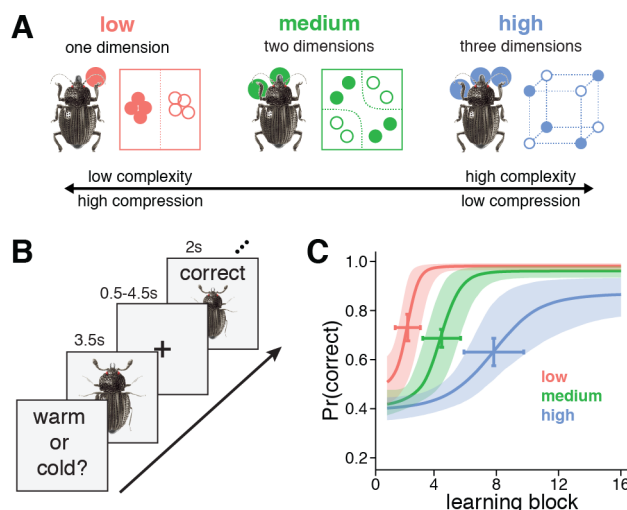 A
low
one dimension
medium
two dimensions
high
three dimensions
low complexity
high compression
high complexity
low compression
B
warm
or
cold?
3.5s
0.5-4.5s
+
2s
correct
C
Pr(correct)
1.0
0.8
0.6
0.4
0.2
low
medium
high
0 4 8 12 16
learning block